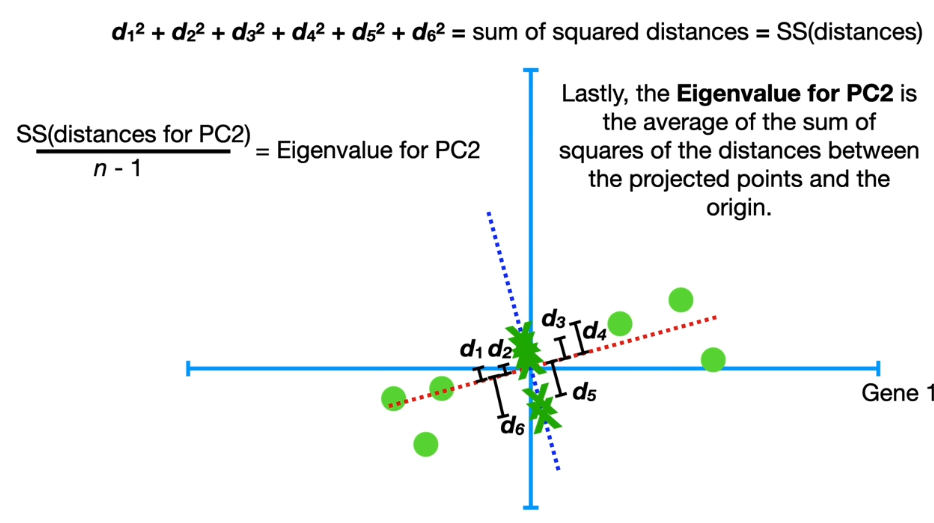 d₁² + d₂² + d₃² + d₄² + d₅² + d₆² = sum of squared distances = SS(distances)
Lastly, the Eigenvalue for PC2 is
the average of the sum of
squares of the distances between
the projected points and the
origin.
SS(distances for PC2)
n - 1
= Eigenvalue for PC2
d₃
d₄
d₁ d₂
d₅
d₆
Gene 1